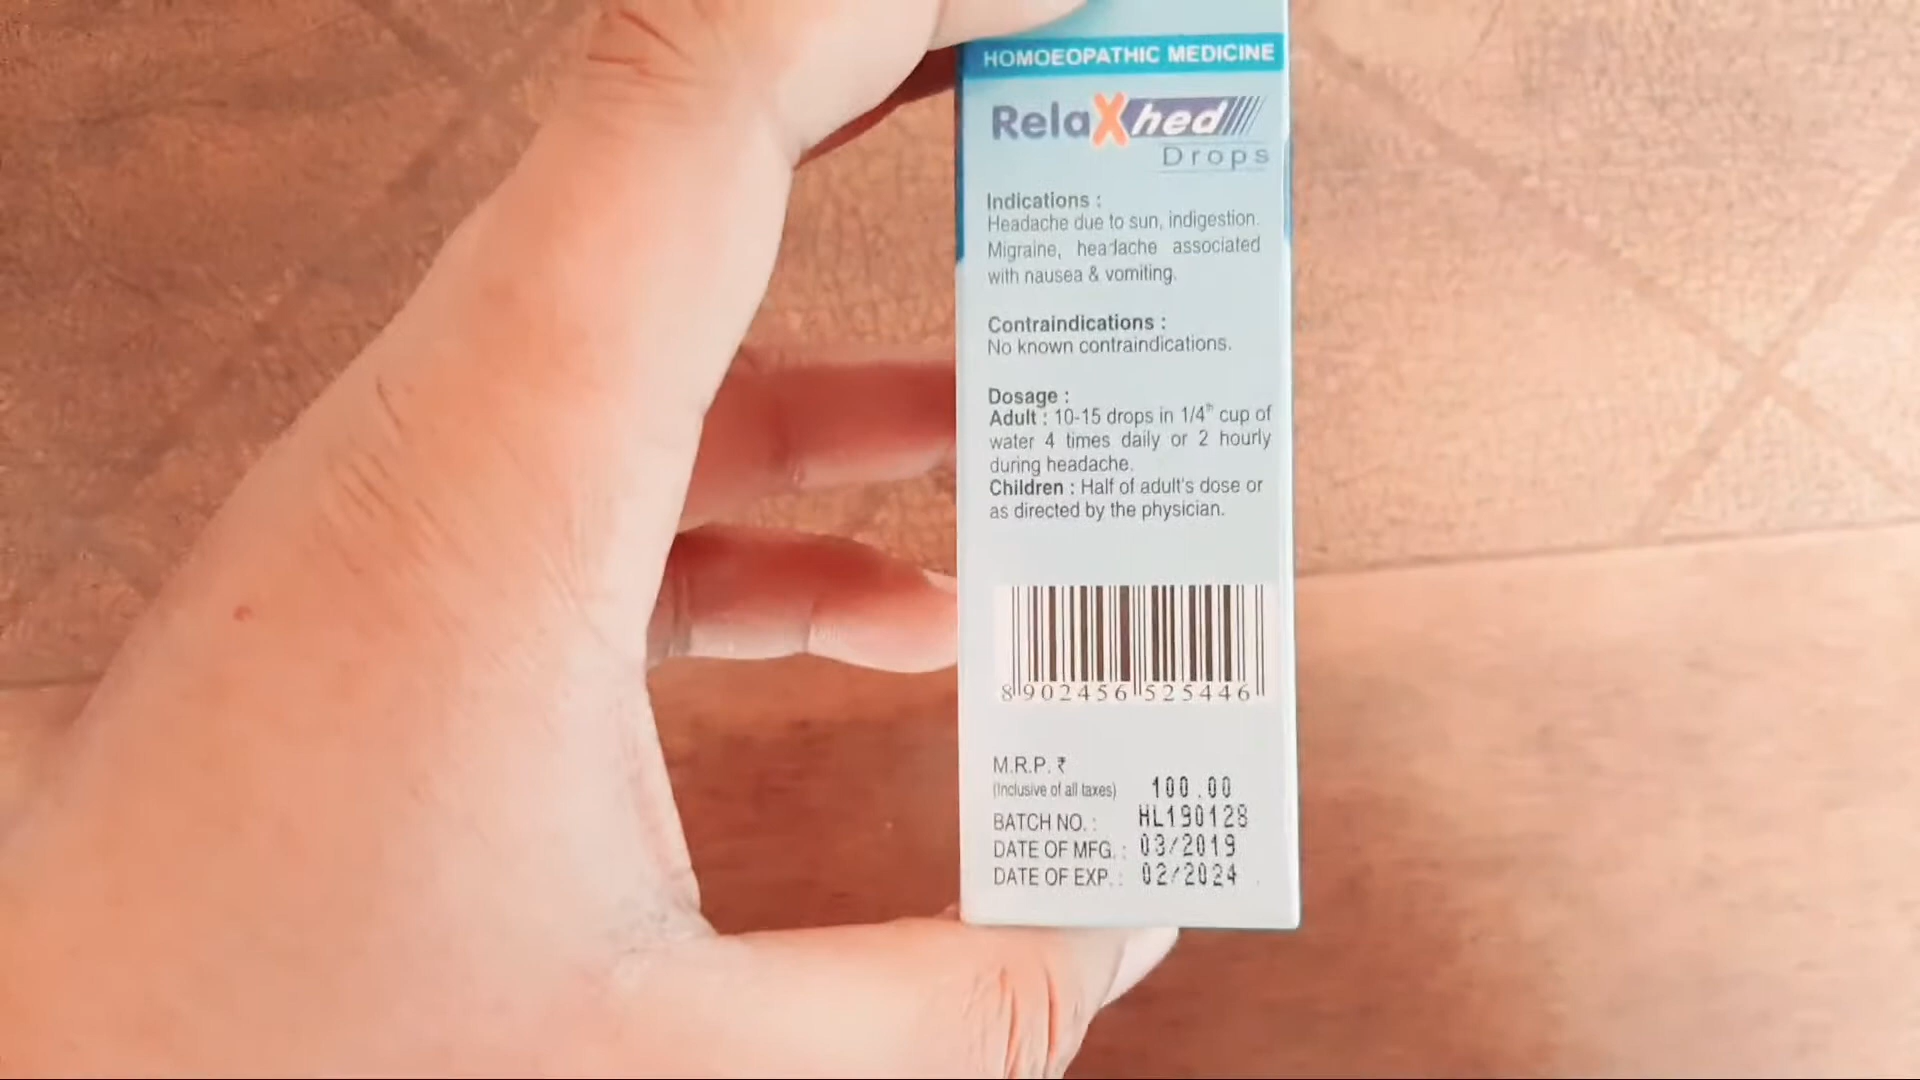 HOMOEOPATHIC MEDICINE
RelaXhed
Drops
Indications :
Headache due to sun, indigestion.
Migraine, headache associated
with nausea & vomiting.
Contraindications :
No known contraindications.
Dosage :
Adult : 10-15 drops in 1/4th cup of
water 4 times daily or 2 hourly
during headache.
Children : Half of adult's dose or
as directed by the physician.
8 902456 525446
M.R.P. ₹
(Inclusive of all taxes) 100.00
BATCH NO. : HL190128
DATE OF MFG. : 03/2019
DATE OF EXP. : 02/2024